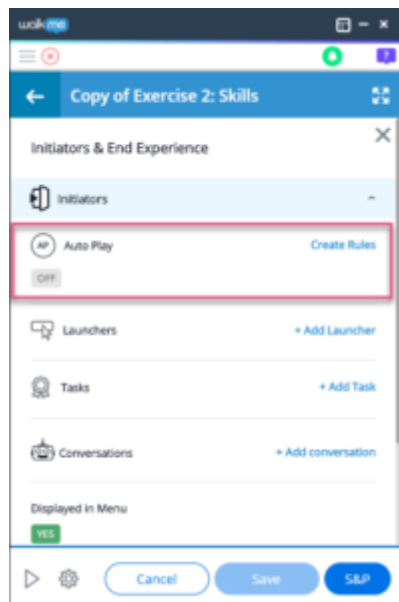 walkme
Copy of Exercise 2: Skills
Initiators & End Experience
Initiators
AP Auto Play Create Rules
OFF
Launchers + Add Launcher
Tasks + Add Task
Conversations + Add conversation
Displayed in Menu
YES
Cancel Save S&P